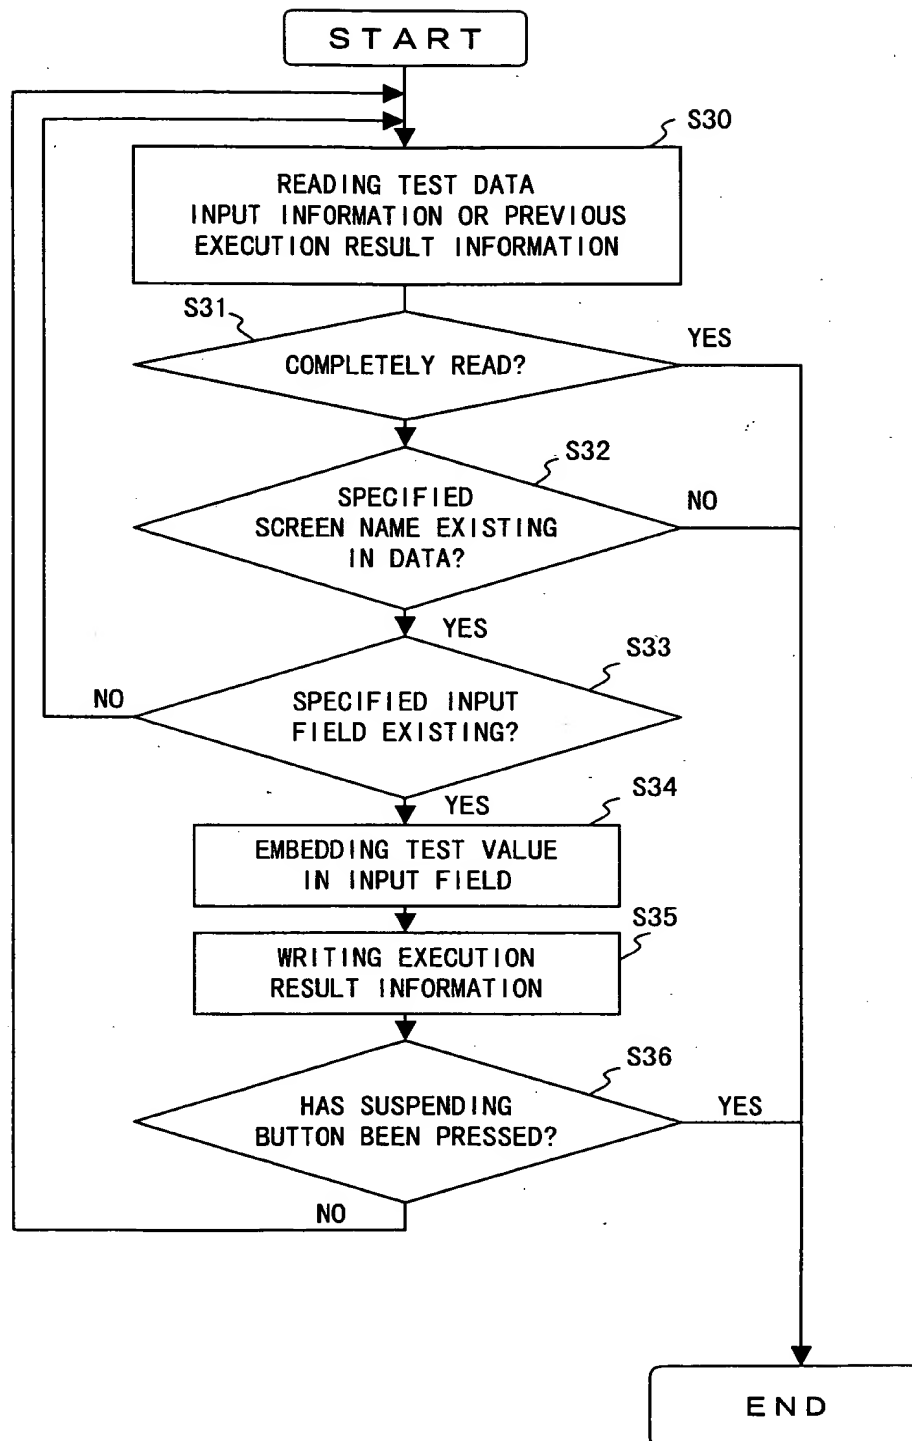 START
S30
READING TEST DATA
INPUT INFORMATION OR PREVIOUS
EXECUTION RESULT INFORMATION
S31
YES
COMPLETELY READ?
S32
SPECIFIED
SCREEN NAME EXISTING
IN DATA?
NO
YES
S33
NO
SPECIFIED INPUT
FIELD EXISTING?
YES
S34
EMBEDDING TEST VALUE
IN INPUT FIELD
S35
WRITING EXECUTION
RESULT INFORMATION
S36
HAS SUSPENDING
BUTTON BEEN PRESSED?
YES
NO
END